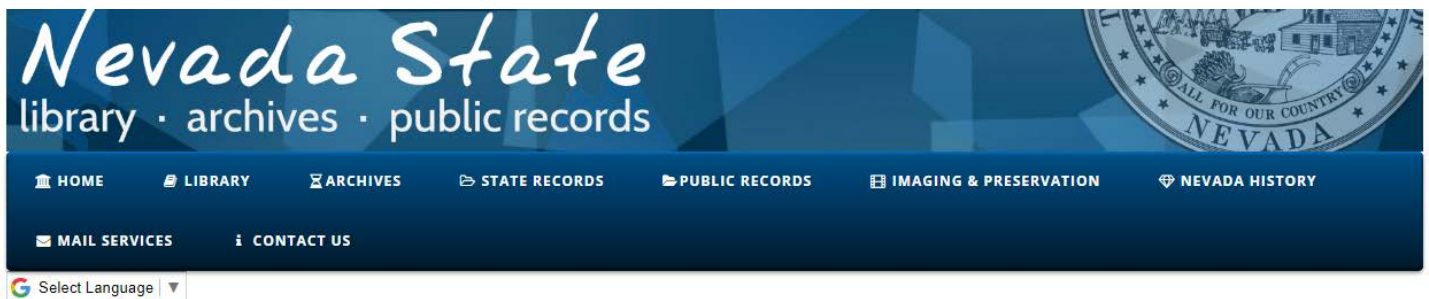 Nevada State
library · archives · public records
ALL FOR OUR COUNTRY
NEVADA
HOME LIBRARY ARCHIVES STATE RECORDS PUBLIC RECORDS IMAGING & PRESERVATION NEVADA HISTORY
MAIL SERVICES CONTACT US
Select Language ▼